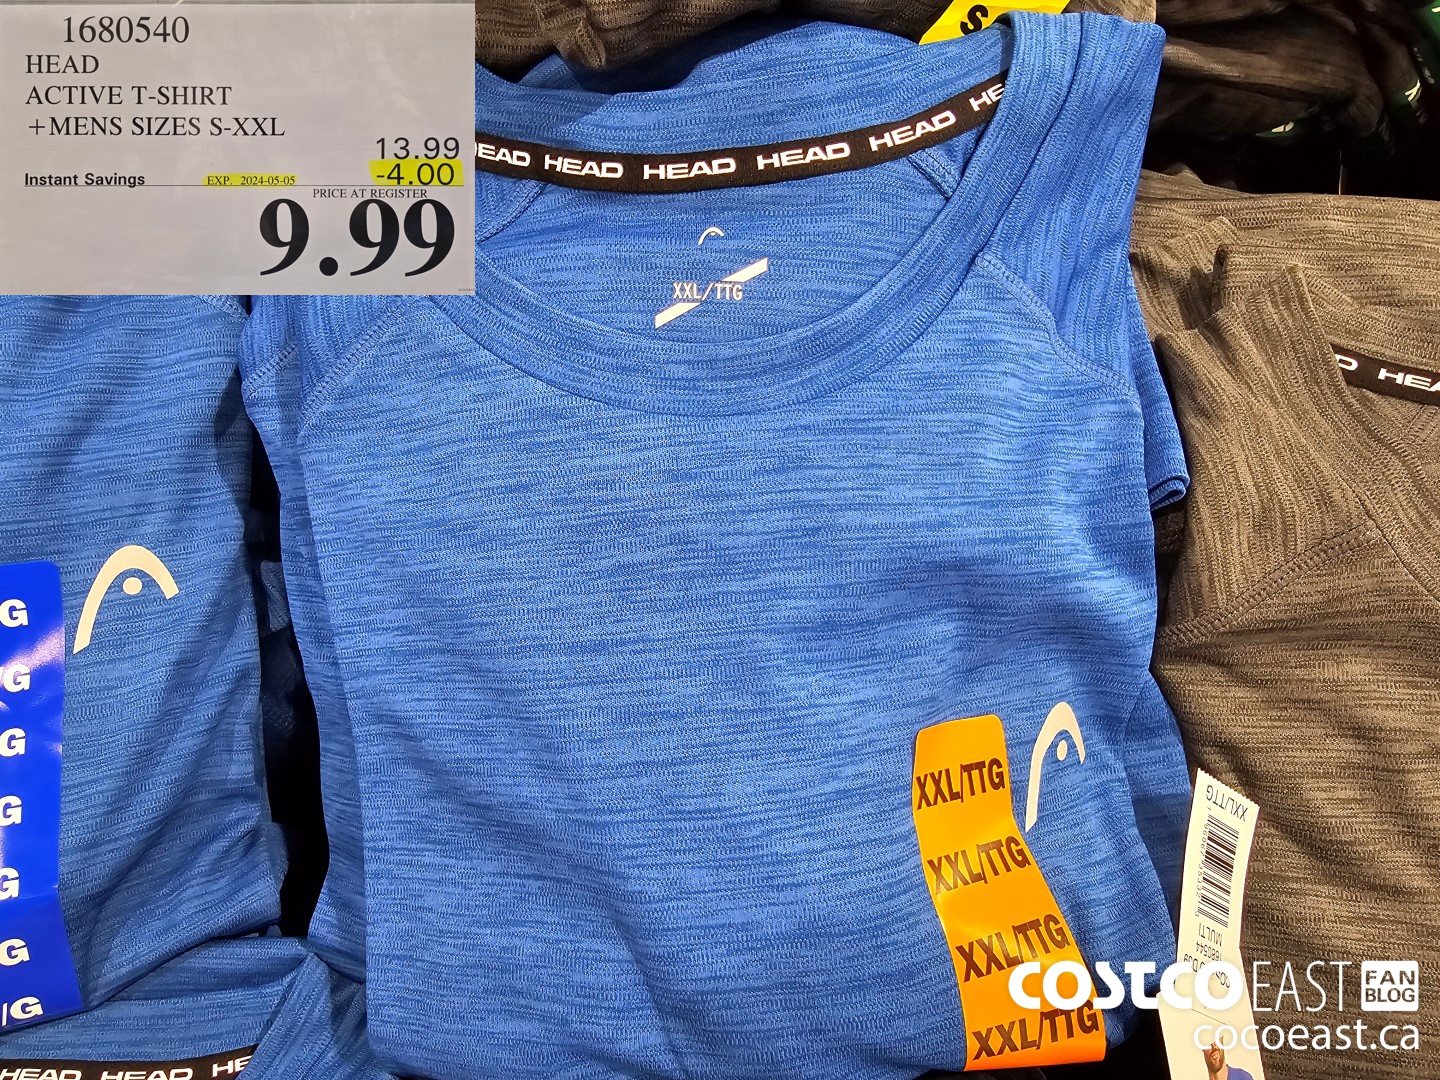 1680540
HEAD
ACTIVE T-SHIRT
+MENS SIZES S-XXL
13.99
Instant Savings EXP. 2024-05-05 -4.00
PRICE AT REGISTER
9.99
S
HEAD HEAD HEAD HEAD HE
XXL/TTG
HEA
G
G
G
G
G
G
/G
XXL/TTG
XXL/TTG
XXL/TTG
XXL/TTG
XXL/TTG
MULTI
1680544
HEAD HEAD HE
COSTCO EAST FAN BLOG
cocoeast.ca